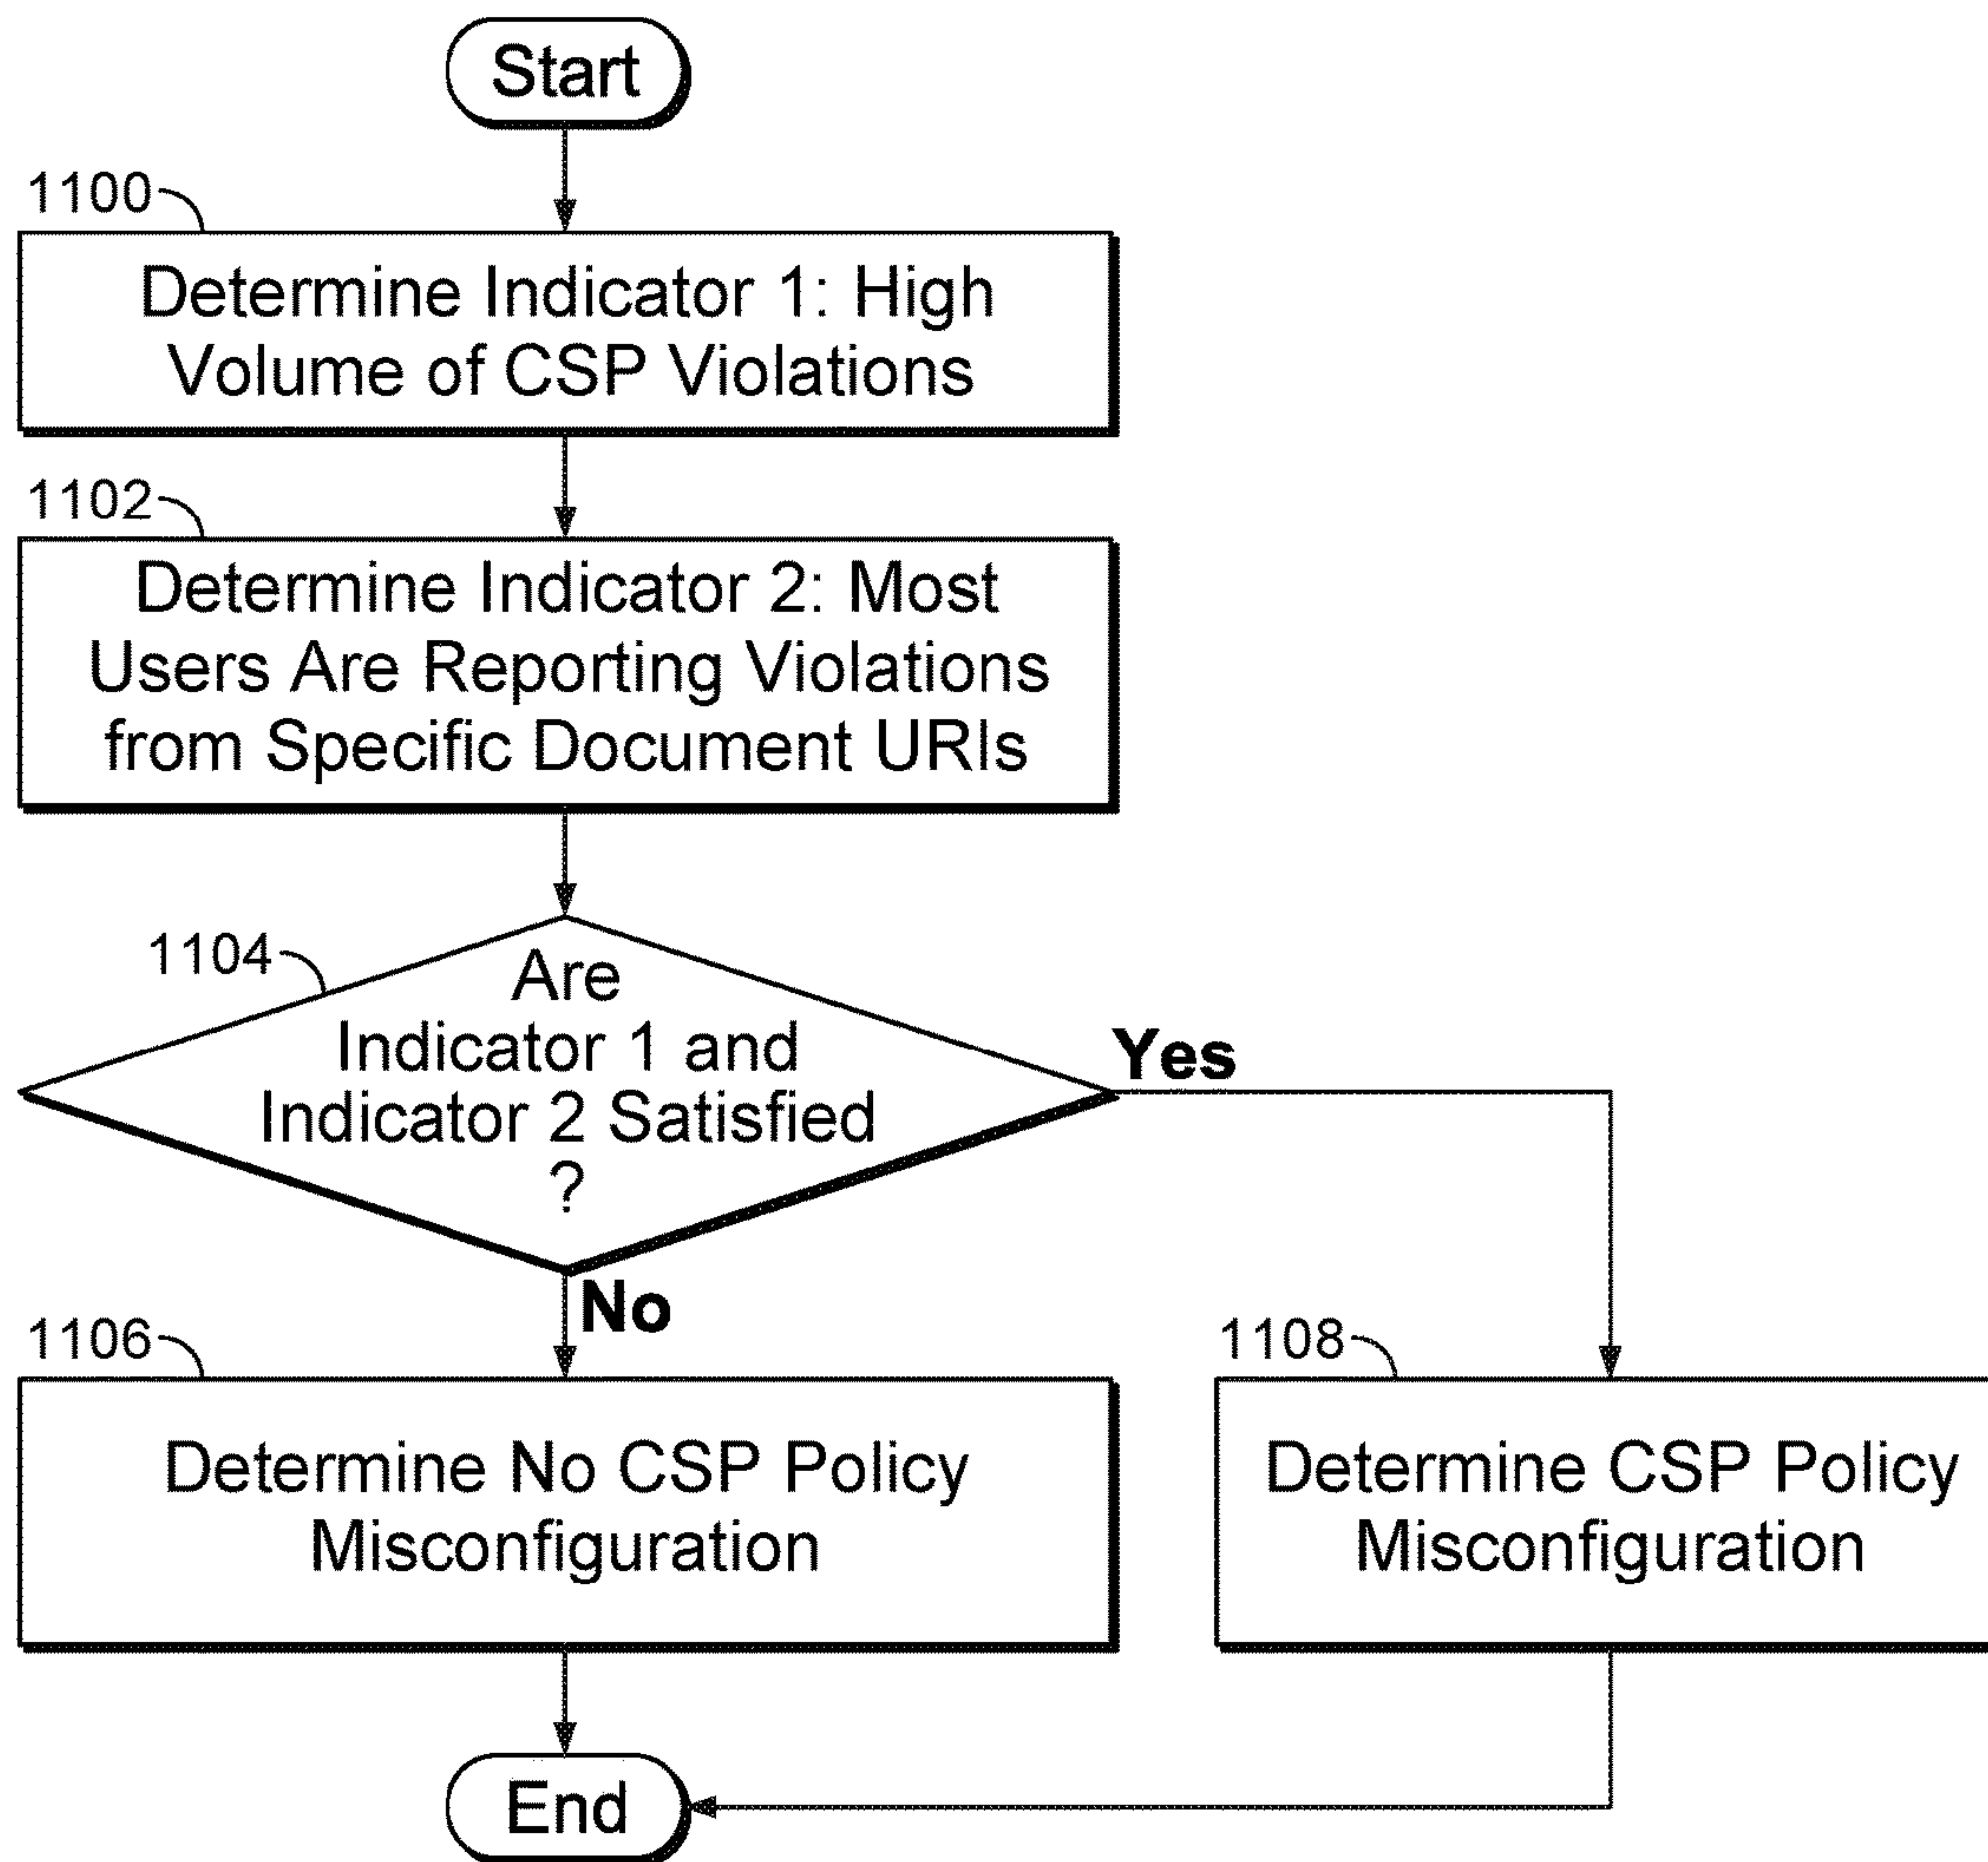 Start
1100
Determine Indicator 1: High
Volume of CSP Violations
1102
Determine Indicator 2: Most
Users Are Reporting Violations
from Specific Document URIs
1104
Are
Indicator 1 and
Indicator 2 Satisfied
?
Yes
No
1106
Determine No CSP Policy
Misconfiguration
1108
Determine CSP Policy
Misconfiguration
End